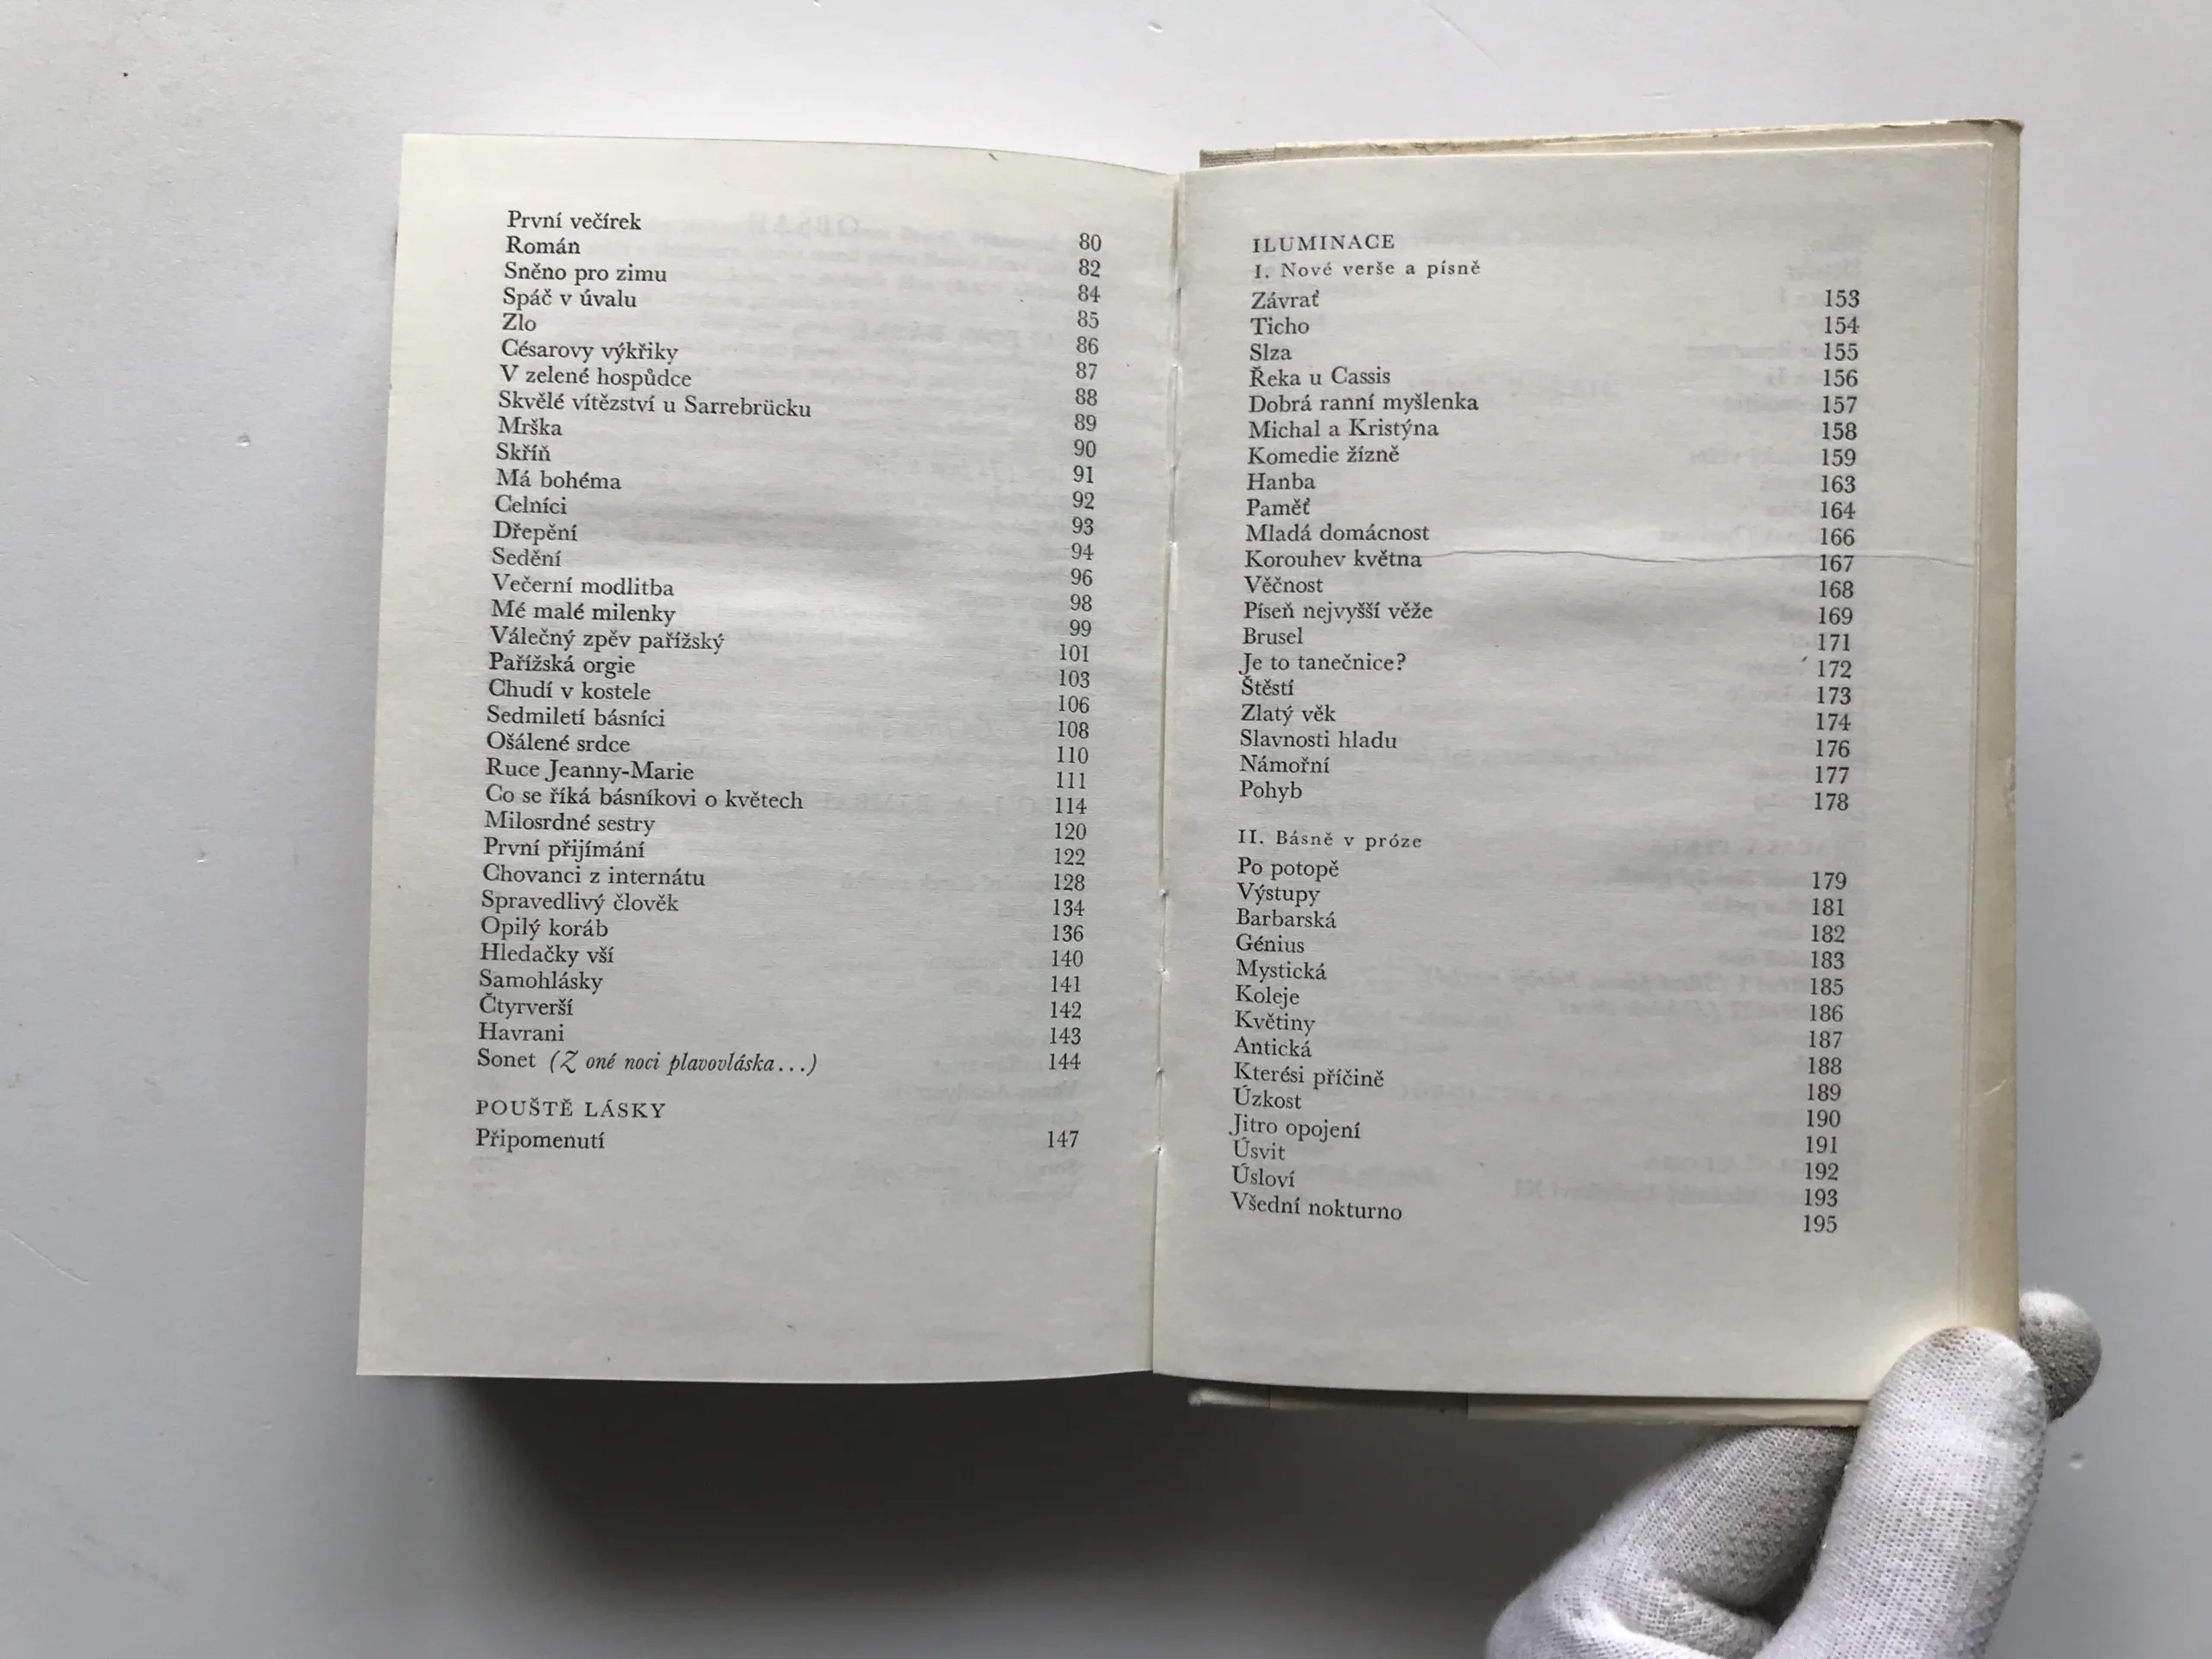 První večírek 80
Román 82
Sněno pro zimu 84
Spáč v úvalu 85
Zlo 86
Césarovy výkřiky 87
V zelené hospůdce 88
Skvělé vítězství u Sarrebrücku 89
Mrška 90
Skříň 91
Má bohéma 92
Celníci 93
Dřepění 94
Sedění 96
Večerní modlitba 98
Mé malé milenky 99
Válečný zpěv pařížský 101
Pařížská orgie 103
Chudí v kostele 106
Sedmiletí básníci 108
Ošálené srdce 110
Ruce Jeanny-Marie 111
Co se říká básníkovi o květech 114
Milosrdné sestry 120
První přijímání 122
Chovanci z internátu 128
Spravedlivý člověk 134
Opilý koráb 136
Hledačky vší 140
Samohlásky 141
Čtyrverší 142
Havrani 143
Sonet (Z oné noci plavovláska...) 144
POUŠTĚ LÁSKY
Připomenutí 147
ILUMINACE
I. Nové verše a písně
Závrať 153
Ticho 154
Slza 155
Řeka u Cassis 156
Dobrá ranní myšlenka 157
Michal a Kristýna 158
Komedie žízně 159
Hanba 163
Paměť 164
Mladá domácnost 166
Korouhev května 167
Věčnost 168
Píseň nejvyšší věže 169
Brusel 171
Je to tanečnice? 172
Štěstí 173
Zlatý věk 174
Slavnosti hladu 176
Námořní 177
Pohyb 178
II. Básně v próze
Po potopě 179
Výstupy 181
Barbarská 182
Génius 183
Mystická 185
Koleje 186
Květiny 187
Antická 188
Kterési příčině 189
Úzkost 190
Jitro opojení 191
Úsvit 192
Úsloví 193
Všední nokturno 195